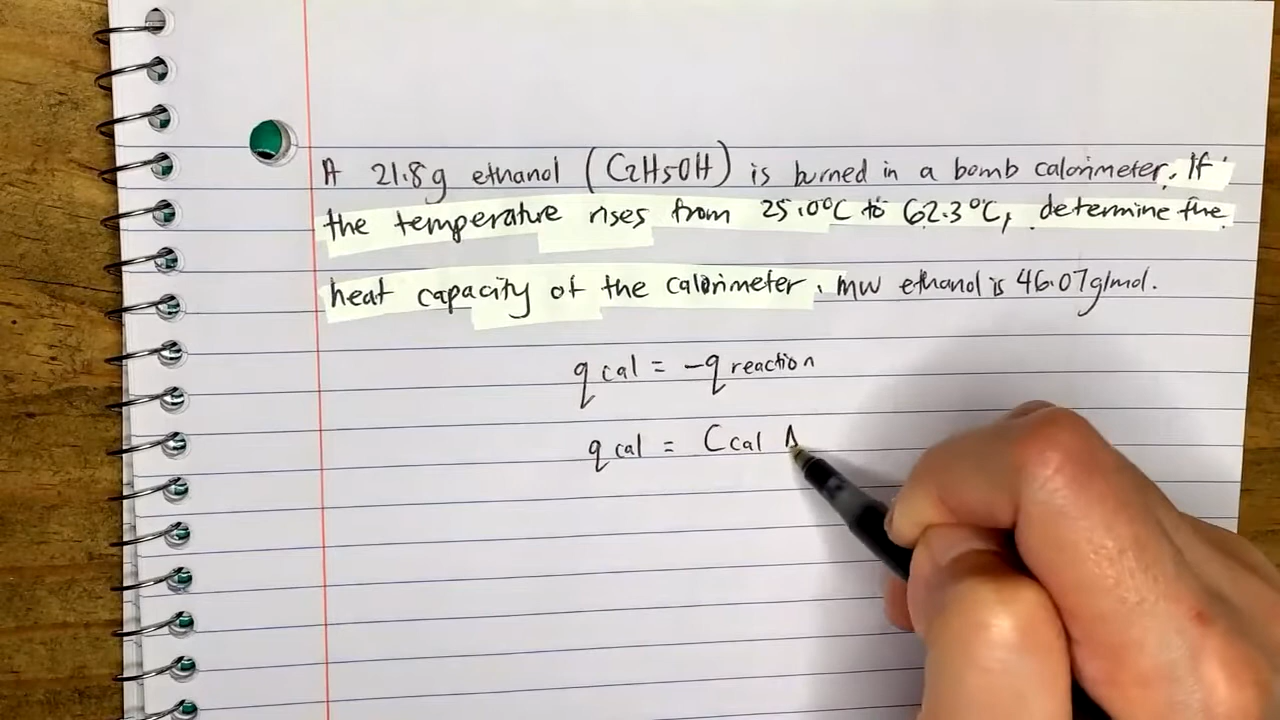 A 21.8g ethanol (C2H5OH) is burned in a bomb calorimeter. If
the temperature rises from 25.0°C to 62.3°C, determine the
heat capacity of the calorimeter. MW ethanol is 46.07g/mol.
q cal = -q reaction
q cal = Ccal Δ